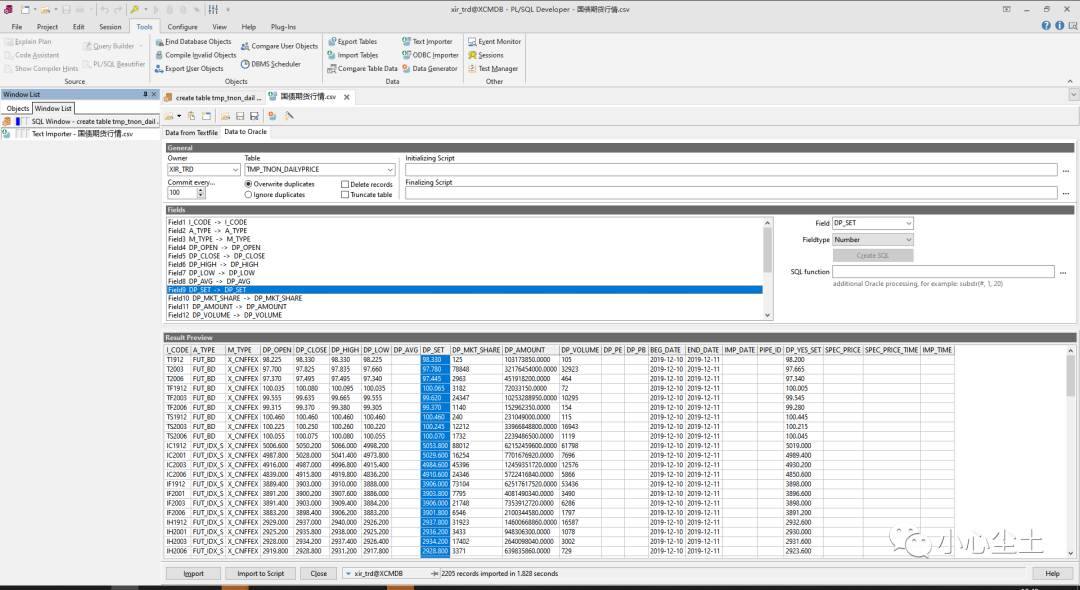 xir_trd@XCMDB - PL/SQL Developer - 国债期货行情.csv
File Project Edit Session Tools Configure View Help Plug-Ins
Explain Plan Query Builder Find Database Objects Compare User Objects Export Tables Text Importer Event Monitor
Code Assistant Compile Invalid Objects Import Tables ODBC Importer Sessions
Show Compiler Hints PL/SQL Beautifier Export User Objects DBMS Scheduler Compare Table Data Data Generator Test Manager
Source Objects Data Other
Window List
create table tmp_tnon_dail ... 国债期货行情.csv
Objects Window List
SQL Window - create table tmp_tnon_dail ..
Text Importer - 国债期货行情.csv
Data from Textfile Data to Oracle
General
Owner Table Initializing Script
XIR_TRD TMP_TNON_DAILYPRICE ...
Commit every... Overwrite duplicates Delete records Finalizing Script
100 Ignore duplicates Truncate table ...
Fields
Field1 I_CODE -> I_CODE
Field2 A_TYPE -> A_TYPE
Field3 M_TYPE -> M_TYPE
Field4 DP_OPEN -> DP_OPEN
Field5 DP_CLOSE -> DP_CLOSE
Field6 DP_HIGH -> DP_HIGH
Field7 DP_LOW -> DP_LOW
Field8 DP_AVG -> DP_AVG
Field9 DP_SET -> DP_SET
Field10 DP_MKT_SHARE -> DP_MKT_SHARE
Field11 DP_AMOUNT -> DP_AMOUNT
Field12 DP_VOLUME -> DP_VOLUME
Field DP_SET
Fieldtype Number
Create SQL
SQL function ...
additional Oracle processing, for example: substr(#, 1, 20)
Result Preview
I_CODE A_TYPE M_TYPE DP_OPEN DP_CLOSE DP_HIGH DP_LOW DP_AVG DP_SET DP_MKT_SHARE DP_AMOUNT DP_VOLUME DP_PE DP_PB BEG_DATE END_DATE IMP_DATE PIPE_ID DP_YES_SET SPEC_PRICE SPEC_PRICE_TIME IMP_TIME
T1912 FUT_BD X_CNFFEX 98.225 98.330 98.330 98.225 98.330 125 103173850.0000 105 2019-12-10 2019-12-11 98.200
T2003 FUT_BD X_CNFFEX 97.700 97.825 97.835 97.660 97.780 78848 32176454000.0000 32923 2019-12-10 2019-12-11 97.665
T2006 FUT_BD X_CNFFEX 97.370 97.495 97.495 97.340 97.445 2963 451918200.0000 464 2019-12-10 2019-12-11 97.340
TF1912 FUT_BD X_CNFFEX 100.035 100.080 100.095 100.035 100.065 3182 72033150.0000 72 2019-12-10 2019-12-11 100.005
TF2003 FUT_BD X_CNFFEX 99.555 99.635 99.665 99.555 99.620 24347 10253288950.0000 10295 2019-12-10 2019-12-11 99.545
TF2006 FUT_BD X_CNFFEX 99.315 99.370 99.380 99.305 99.370 1140 152962350.0000 154 2019-12-10 2019-12-11 99.280
TS1912 FUT_BD X_CNFFEX 100.460 100.460 100.460 100.460 100.460 240 231049000.0000 115 2019-12-10 2019-12-11 100.445
TS2003 FUT_BD X_CNFFEX 100.225 100.250 100.260 100.220 100.245 12212 33966848800.0000 16943 2019-12-10 2019-12-11 100.215
TS2006 FUT_BD X_CNFFEX 100.055 100.075 100.080 100.055 100.070 1732 2239486500.0000 1119 2019-12-10 2019-12-11 100.045
IC1912 FUT_IDX_S X_CNFFEX 5006.600 5050.200 5066.000 4998.200 5053.800 88012 62152459600.0000 61798 2019-12-10 2019-12-11 5019.000
IC2001 FUT_IDX_S X_CNFFEX 4987.800 5028.000 5041.400 4973.800 5029.600 16254 7701676920.0000 7696 2019-12-10 2019-12-11 4989.400
IC2003 FUT_IDX_S X_CNFFEX 4916.000 4987.000 4996.800 4915.400 4984.600 45396 12459351720.0000 12576 2019-12-10 2019-12-11 4930.200
IC2006 FUT_IDX_S X_CNFFEX 4839.000 4915.800 4919.800 4836.200 4910.600 24346 5722416840.0000 5866 2019-12-10 2019-12-11 4850.600
IF1912 FUT_IDX_S X_CNFFEX 3889.400 3903.000 3910.000 3888.000 3906.000 73104 62517617520.0000 53436 2019-12-10 2019-12-11 3898.000
IF2001 FUT_IDX_S X_CNFFEX 3891.200 3900.200 3907.600 3886.000 3903.800 7795 4081490340.0000 3490 2019-12-10 2019-12-11 3896.600
IF2003 FUT_IDX_S X_CNFFEX 3891.400 3903.000 3909.400 3884.200 3906.000 21748 7353912720.0000 6286 2019-12-10 2019-12-11 3898.000
IF2006 FUT_IDX_S X_CNFFEX 3883.200 3898.400 3906.200 3883.200 3901.800 6546 2100344580.0000 1797 2019-12-10 2019-12-11 3891.200
IH1912 FUT_IDX_S X_CNFFEX 2929.000 2937.000 2940.000 2926.200 2937.800 31923 14600668860.0000 16587 2019-12-10 2019-12-11 2932.600
IH2001 FUT_IDX_S X_CNFFEX 2925.200 2935.800 2938.000 2925.200 2936.200 3433 948306300.0000 1078 2019-12-10 2019-12-11 2930.000
IH2003 FUT_IDX_S X_CNFFEX 2928.000 2934.200 2937.400 2926.400 2934.200 17402 2640098040.0000 3002 2019-12-10 2019-12-11 2931.600
IH2006 FUT_IDX_S X_CNFFEX 2919.800 2928.800 2931.200 2917.800 2928.800 3371 639835860.0000 729 2019-12-10 2019-12-11 2923.600
小心尘土
Import Import to Script Close xir_trd@XCMDB 2205 records imported in 1.828 seconds Help